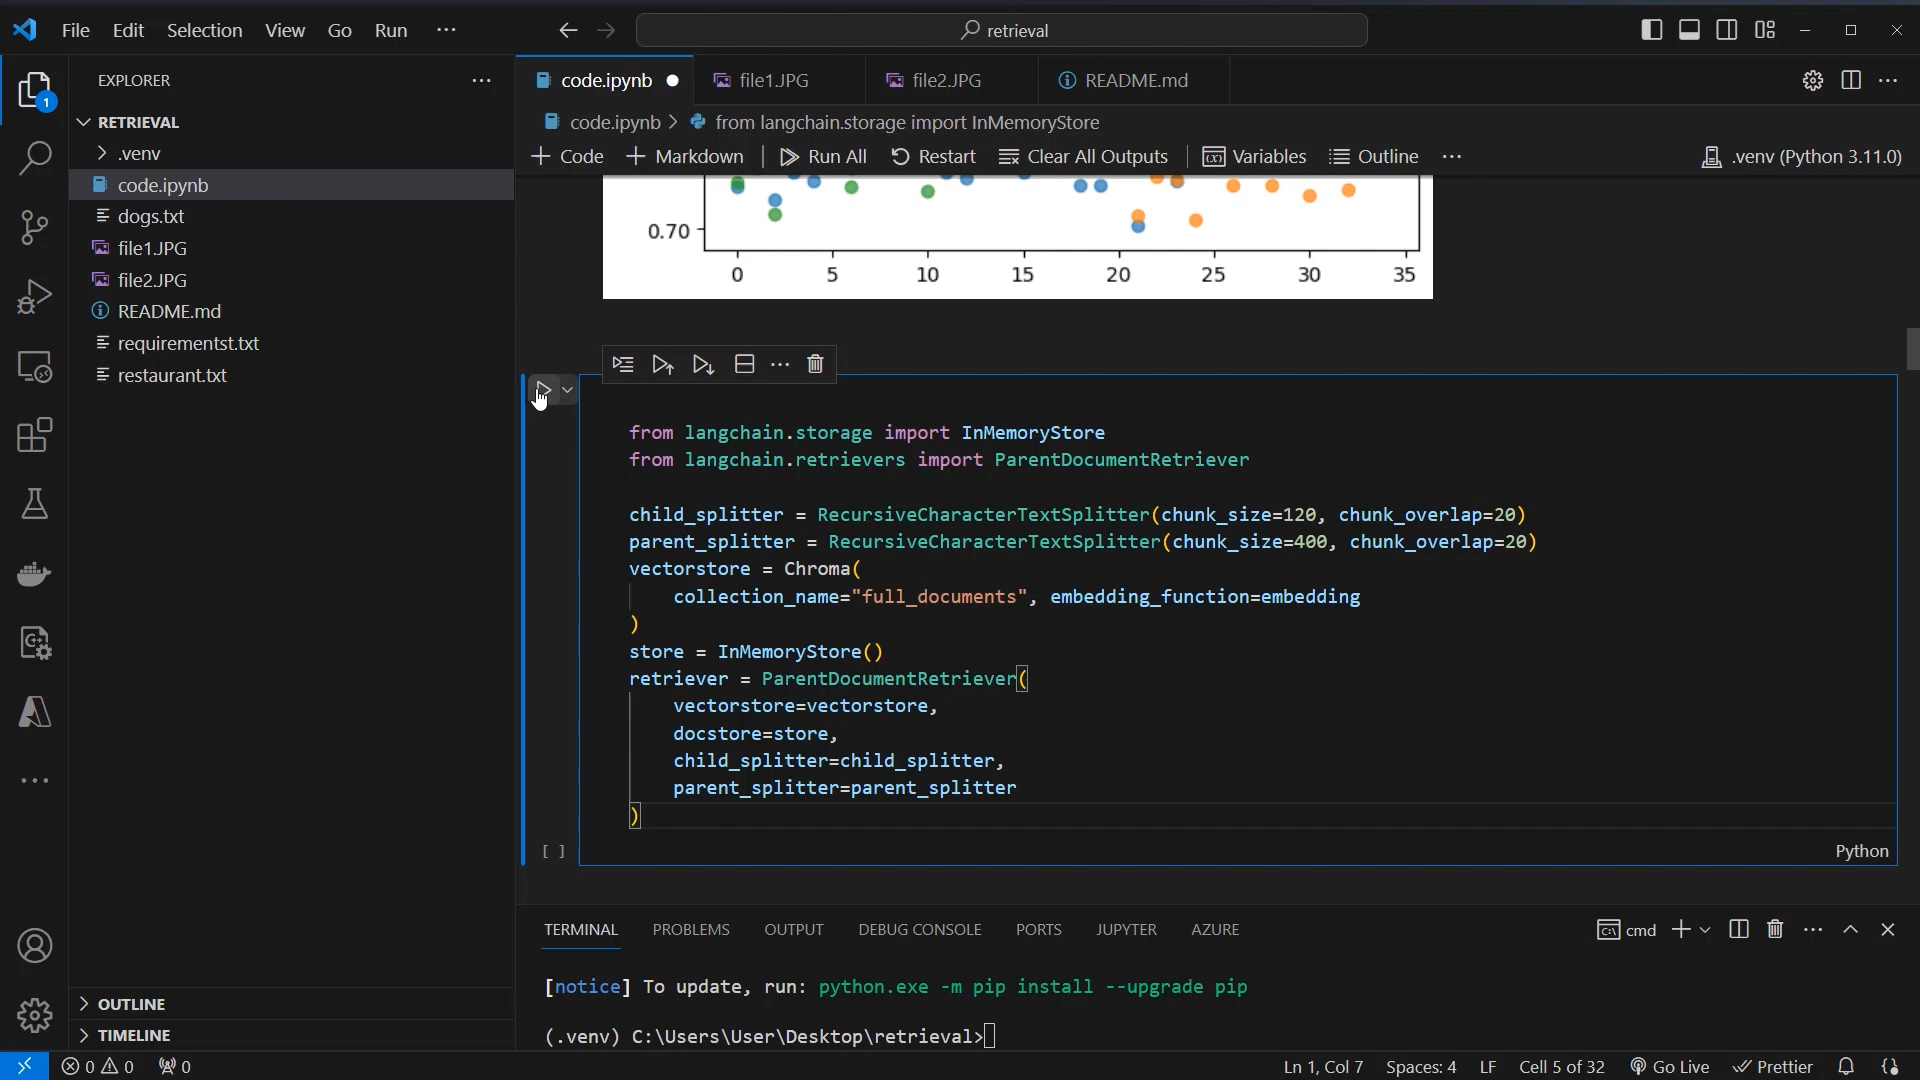 File Edit Selection View Go Run ···
retrieval
EXPLORER
RETRIEVAL
.venv
code.ipynb
dogs.txt
file1.JPG
file2.JPG
README.md
requirementst.txt
restaurant.txt
OUTLINE
TIMELINE
1
code.ipynb file1.JPG file2.JPG README.md
code.ipynb > from langchain.storage import InMemoryStore
+ Code + Markdown Run All Restart Clear All Outputs Variables Outline ··· .venv (Python 3.11.0)
0.70
0 5 10 15 20 25 30 35
from langchain.storage import InMemoryStore
from langchain.retrievers import ParentDocumentRetriever
child_splitter = RecursiveCharacterTextSplitter(chunk_size=120, chunk_overlap=20)
parent_splitter = RecursiveCharacterTextSplitter(chunk_size=400, chunk_overlap=20)
vectorstore = Chroma(
    collection_name="full_documents", embedding_function=embedding
)
store = InMemoryStore()
retriever = ParentDocumentRetriever(
    vectorstore=vectorstore,
    docstore=store,
    child_splitter=child_splitter,
    parent_splitter=parent_splitter
)
[ ] Python
TERMINAL PROBLEMS OUTPUT DEBUG CONSOLE PORTS JUPYTER AZURE cmd
[notice] To update, run: python.exe -m pip install --upgrade pip
(.venv) C:\Users\User\Desktop\retrieval>
0 0 0 Ln 1, Col 7 Spaces: 4 LF Cell 5 of 32 Go Live Prettier